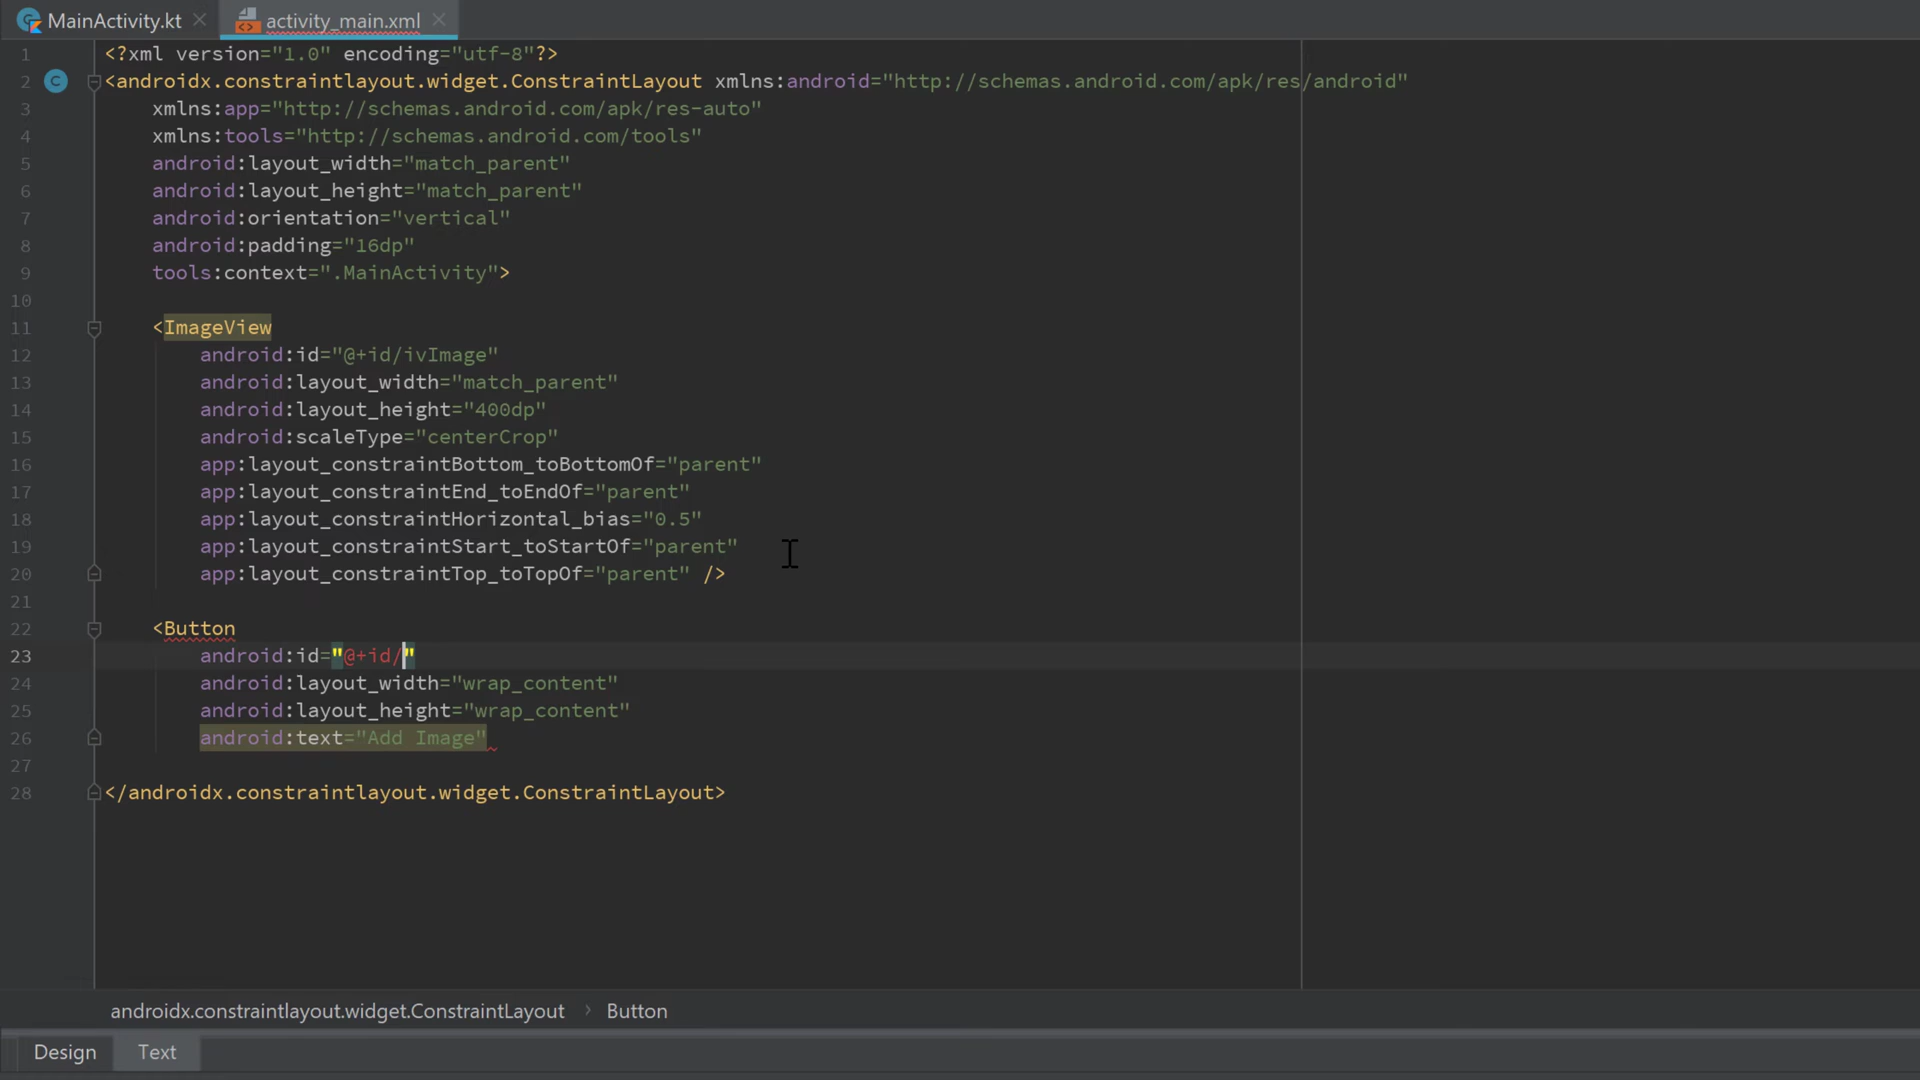 MainActivity.kt
activity_main.xml
1 <?xml version="1.0" encoding="utf-8"?>
2 <androidx.constraintlayout.widget.ConstraintLayout xmlns:android="http://schemas.android.com/apk/res/android"
3 xmlns:app="http://schemas.android.com/apk/res-auto"
4 xmlns:tools="http://schemas.android.com/tools"
5 android:layout_width="match_parent"
6 android:layout_height="match_parent"
7 android:orientation="vertical"
8 android:padding="16dp"
9 tools:context=".MainActivity">
10
11 <ImageView
12 android:id="@+id/ivImage"
13 android:layout_width="match_parent"
14 android:layout_height="400dp"
15 android:scaleType="centerCrop"
16 app:layout_constraintBottom_toBottomOf="parent"
17 app:layout_constraintEnd_toEndOf="parent"
18 app:layout_constraintHorizontal_bias="0.5"
19 app:layout_constraintStart_toStartOf="parent"
20 app:layout_constraintTop_toTopOf="parent" />
21
22 <Button
23 android:id="@+id/"
24 android:layout_width="wrap_content"
25 android:layout_height="wrap_content"
26 android:text="Add Image"
27
28 </androidx.constraintlayout.widget.ConstraintLayout>
androidx.constraintlayout.widget.ConstraintLayout › Button
Design Text